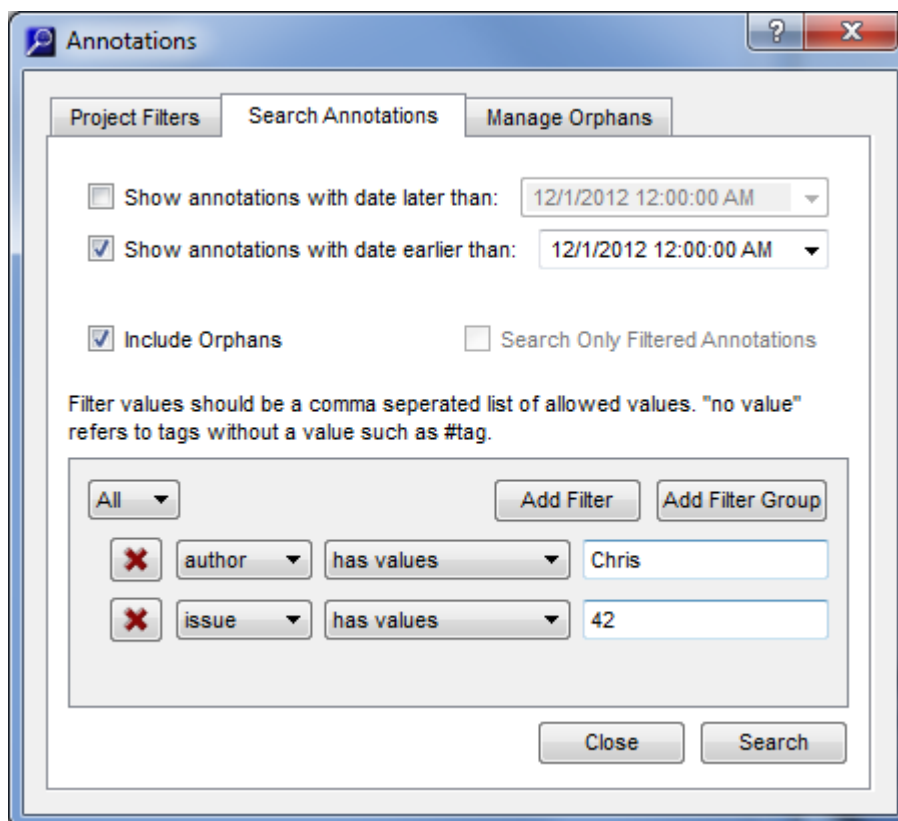 Annotations
?
Project Filters Search Annotations Manage Orphans
Show annotations with date later than: 12/1/2012 12:00:00 AM
Show annotations with date earlier than: 12/1/2012 12:00:00 AM
Include Orphans Search Only Filtered Annotations
Filter values should be a comma seperated list of allowed values. "no value"
refers to tags without a value such as #tag.
All Add Filter Add Filter Group
author has values Chris
issue has values 42
Close Search